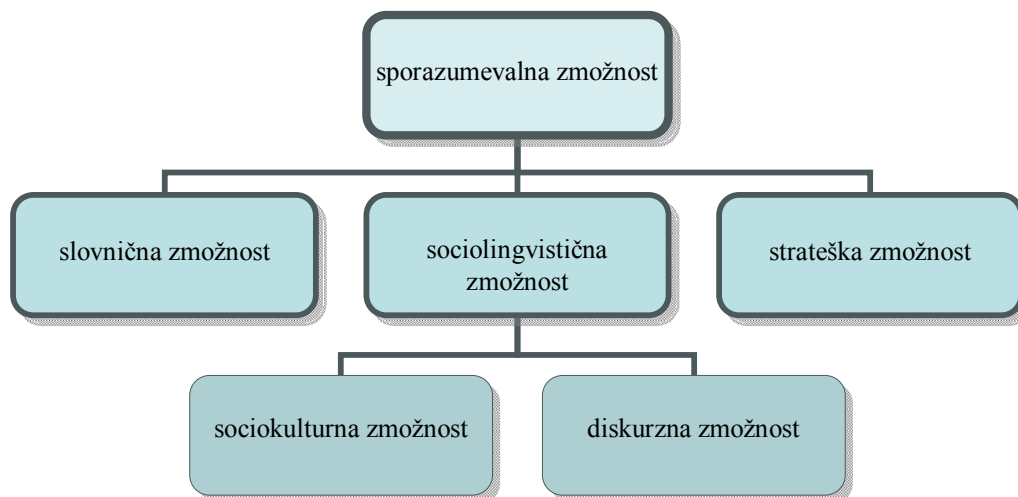 sporazumevalna zmožnost
slovnična zmožnost
sociolingvistična
zmožnost
strateška zmožnost
sociokulturna zmožnost
diskurzna zmožnost